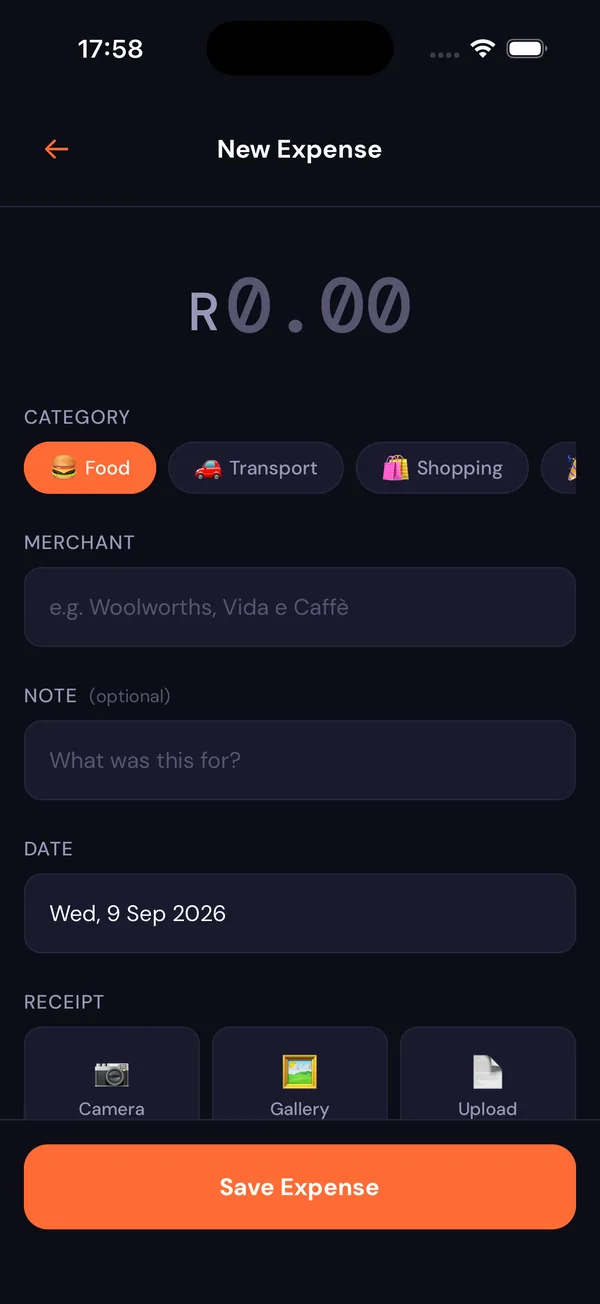 17:58
New Expense
R0.00
CATEGORY
🍔 Food 🚗 Transport 🛍️ Shopping
MERCHANT
e.g. Woolworths, Vida e Caffè
NOTE (optional)
What was this for?
DATE
Wed, 9 Sep 2026
RECEIPT
Camera Gallery Upload
Save Expense